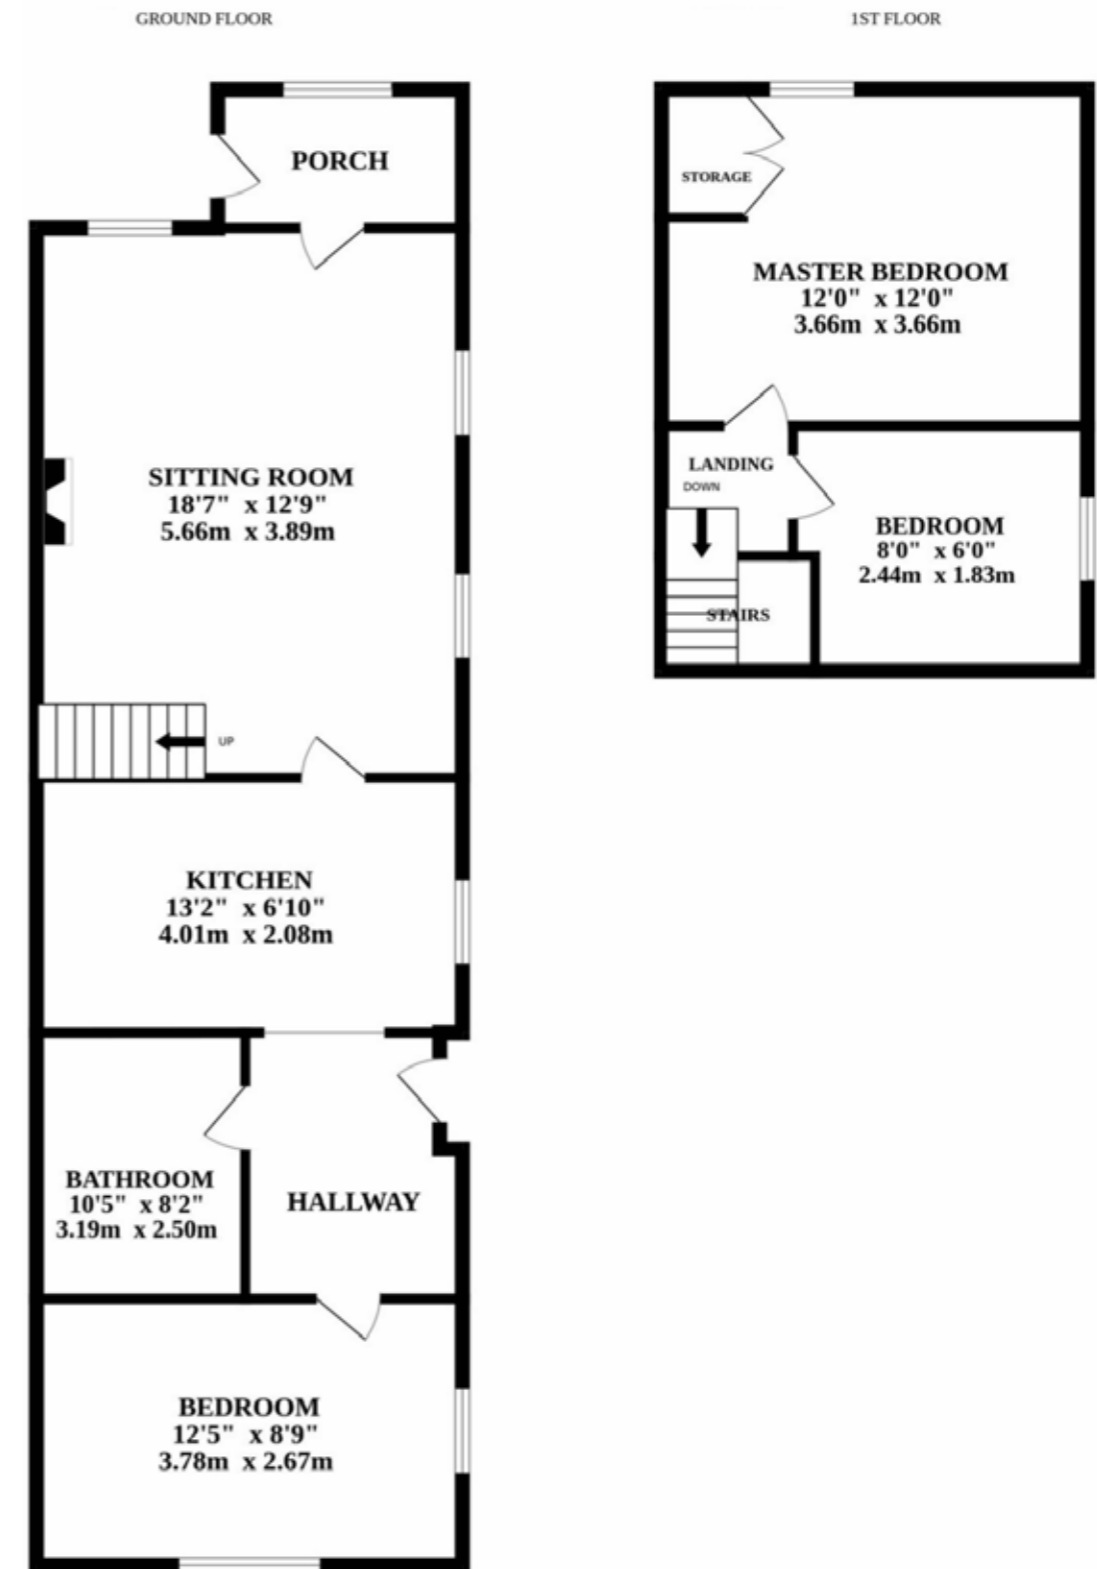 GROUND FLOOR
PORCH
SITTING ROOM
18'7" x 12'9"
5.66m x 3.89m
UP
KITCHEN
13'2" x 6'10"
4.01m x 2.08m
BATHROOM
10'5" x 8'2"
3.19m x 2.50m
HALLWAY
BEDROOM
12'5" x 8'9"
3.78m x 2.67m
1ST FLOOR
STORAGE
MASTER BEDROOM
12'0" x 12'0"
3.66m x 3.66m
LANDING
DOWN
BEDROOM
8'0" x 6'0"
2.44m x 1.83m
STAIRS